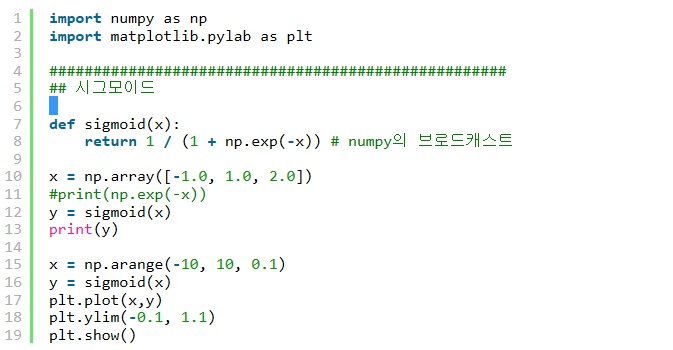 1 import numpy as np
2 import matplotlib.pylab as plt
3
4 ####################################################
5 ## 시그모이드
6
7 def sigmoid(x):
8     return 1 / (1 + np.exp(-x)) # numpy의 브로드캐스트
9
10 x = np.array([-1.0, 1.0, 2.0])
11 #print(np.exp(-x))
12 y = sigmoid(x)
13 print(y)
14
15 x = np.arange(-10, 10, 0.1)
16 y = sigmoid(x)
17 plt.plot(x,y)
18 plt.ylim(-0.1, 1.1)
19 plt.show()